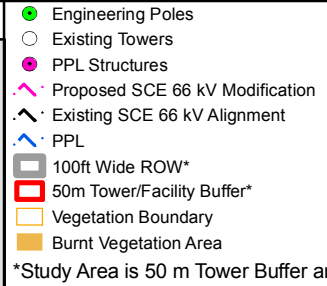 Engineering Poles
Existing Towers
PPL Structures
Proposed SCE 66 kV Modification
Existing SCE 66 kV Alignment
PPL
100ft Wide ROW*
50m Tower/Facility Buffer*
Vegetation Boundary
Burnt Vegetation Area
*Study Area is 50 m Tower Buffer